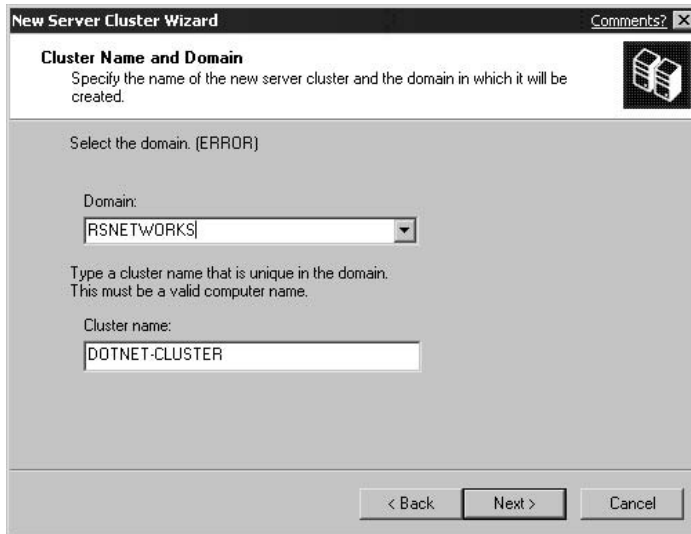 New Server Cluster Wizard
Comments?
Cluster Name and Domain
Specify the name of the new server cluster and the domain in which it will be
created.
Select the domain. (ERROR)
Domain:
RSNETWORKS
Type a cluster name that is unique in the domain.
This must be a valid computer name.
Cluster name:
DOTNET-CLUSTER
< Back
Next >
Cancel